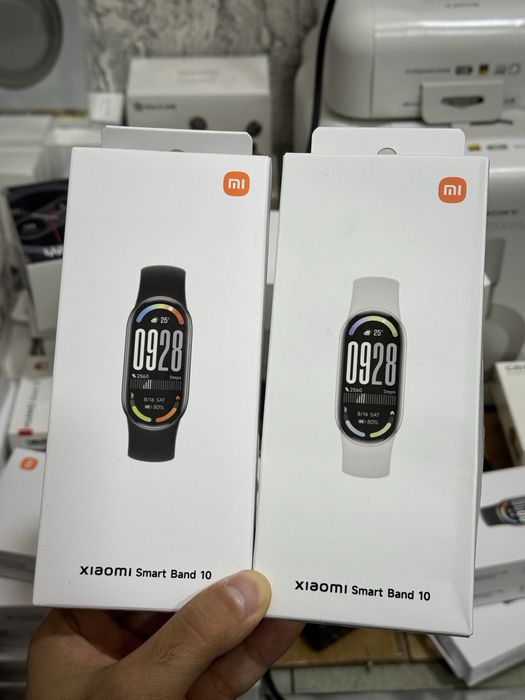 SONY
mi
25°
0928
2560
Steps
8/16 SAT
80%
xiaomi Smart Band 10
mi
25°
0928
2560
Steps
8/16 SAT
80%
xiaomi Smart Band 10